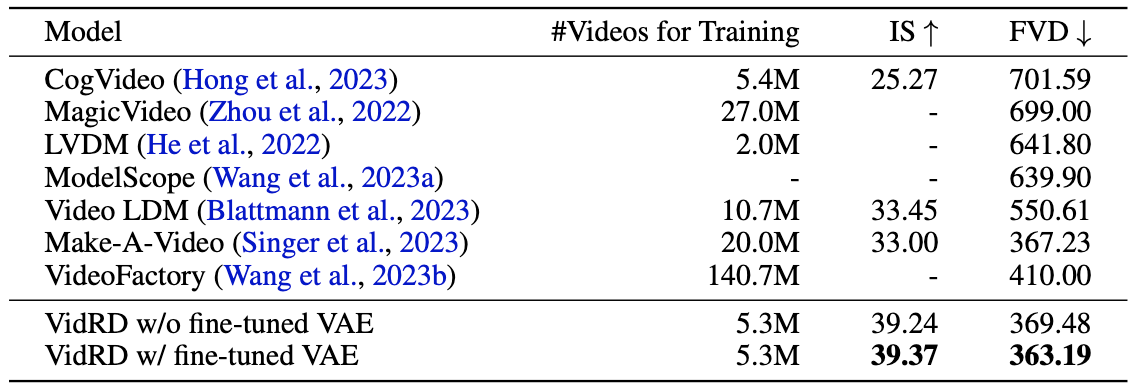 Model #Videos for Training IS ↑ FVD ↓
CogVideo (Hong et al., 2023) 5.4M 25.27 701.59
MagicVideo (Zhou et al., 2022) 27.0M - 699.00
LVDM (He et al., 2022) 2.0M - 641.80
ModelScope (Wang et al., 2023a) - - 639.90
Video LDM (Blattmann et al., 2023) 10.7M 33.45 550.61
Make-A-Video (Singer et al., 2023) 20.0M 33.00 367.23
VideoFactory (Wang et al., 2023b) 140.7M - 410.00
VidRD w/o fine-tuned VAE 5.3M 39.24 369.48
VidRD w/ fine-tuned VAE 5.3M 39.37 363.19